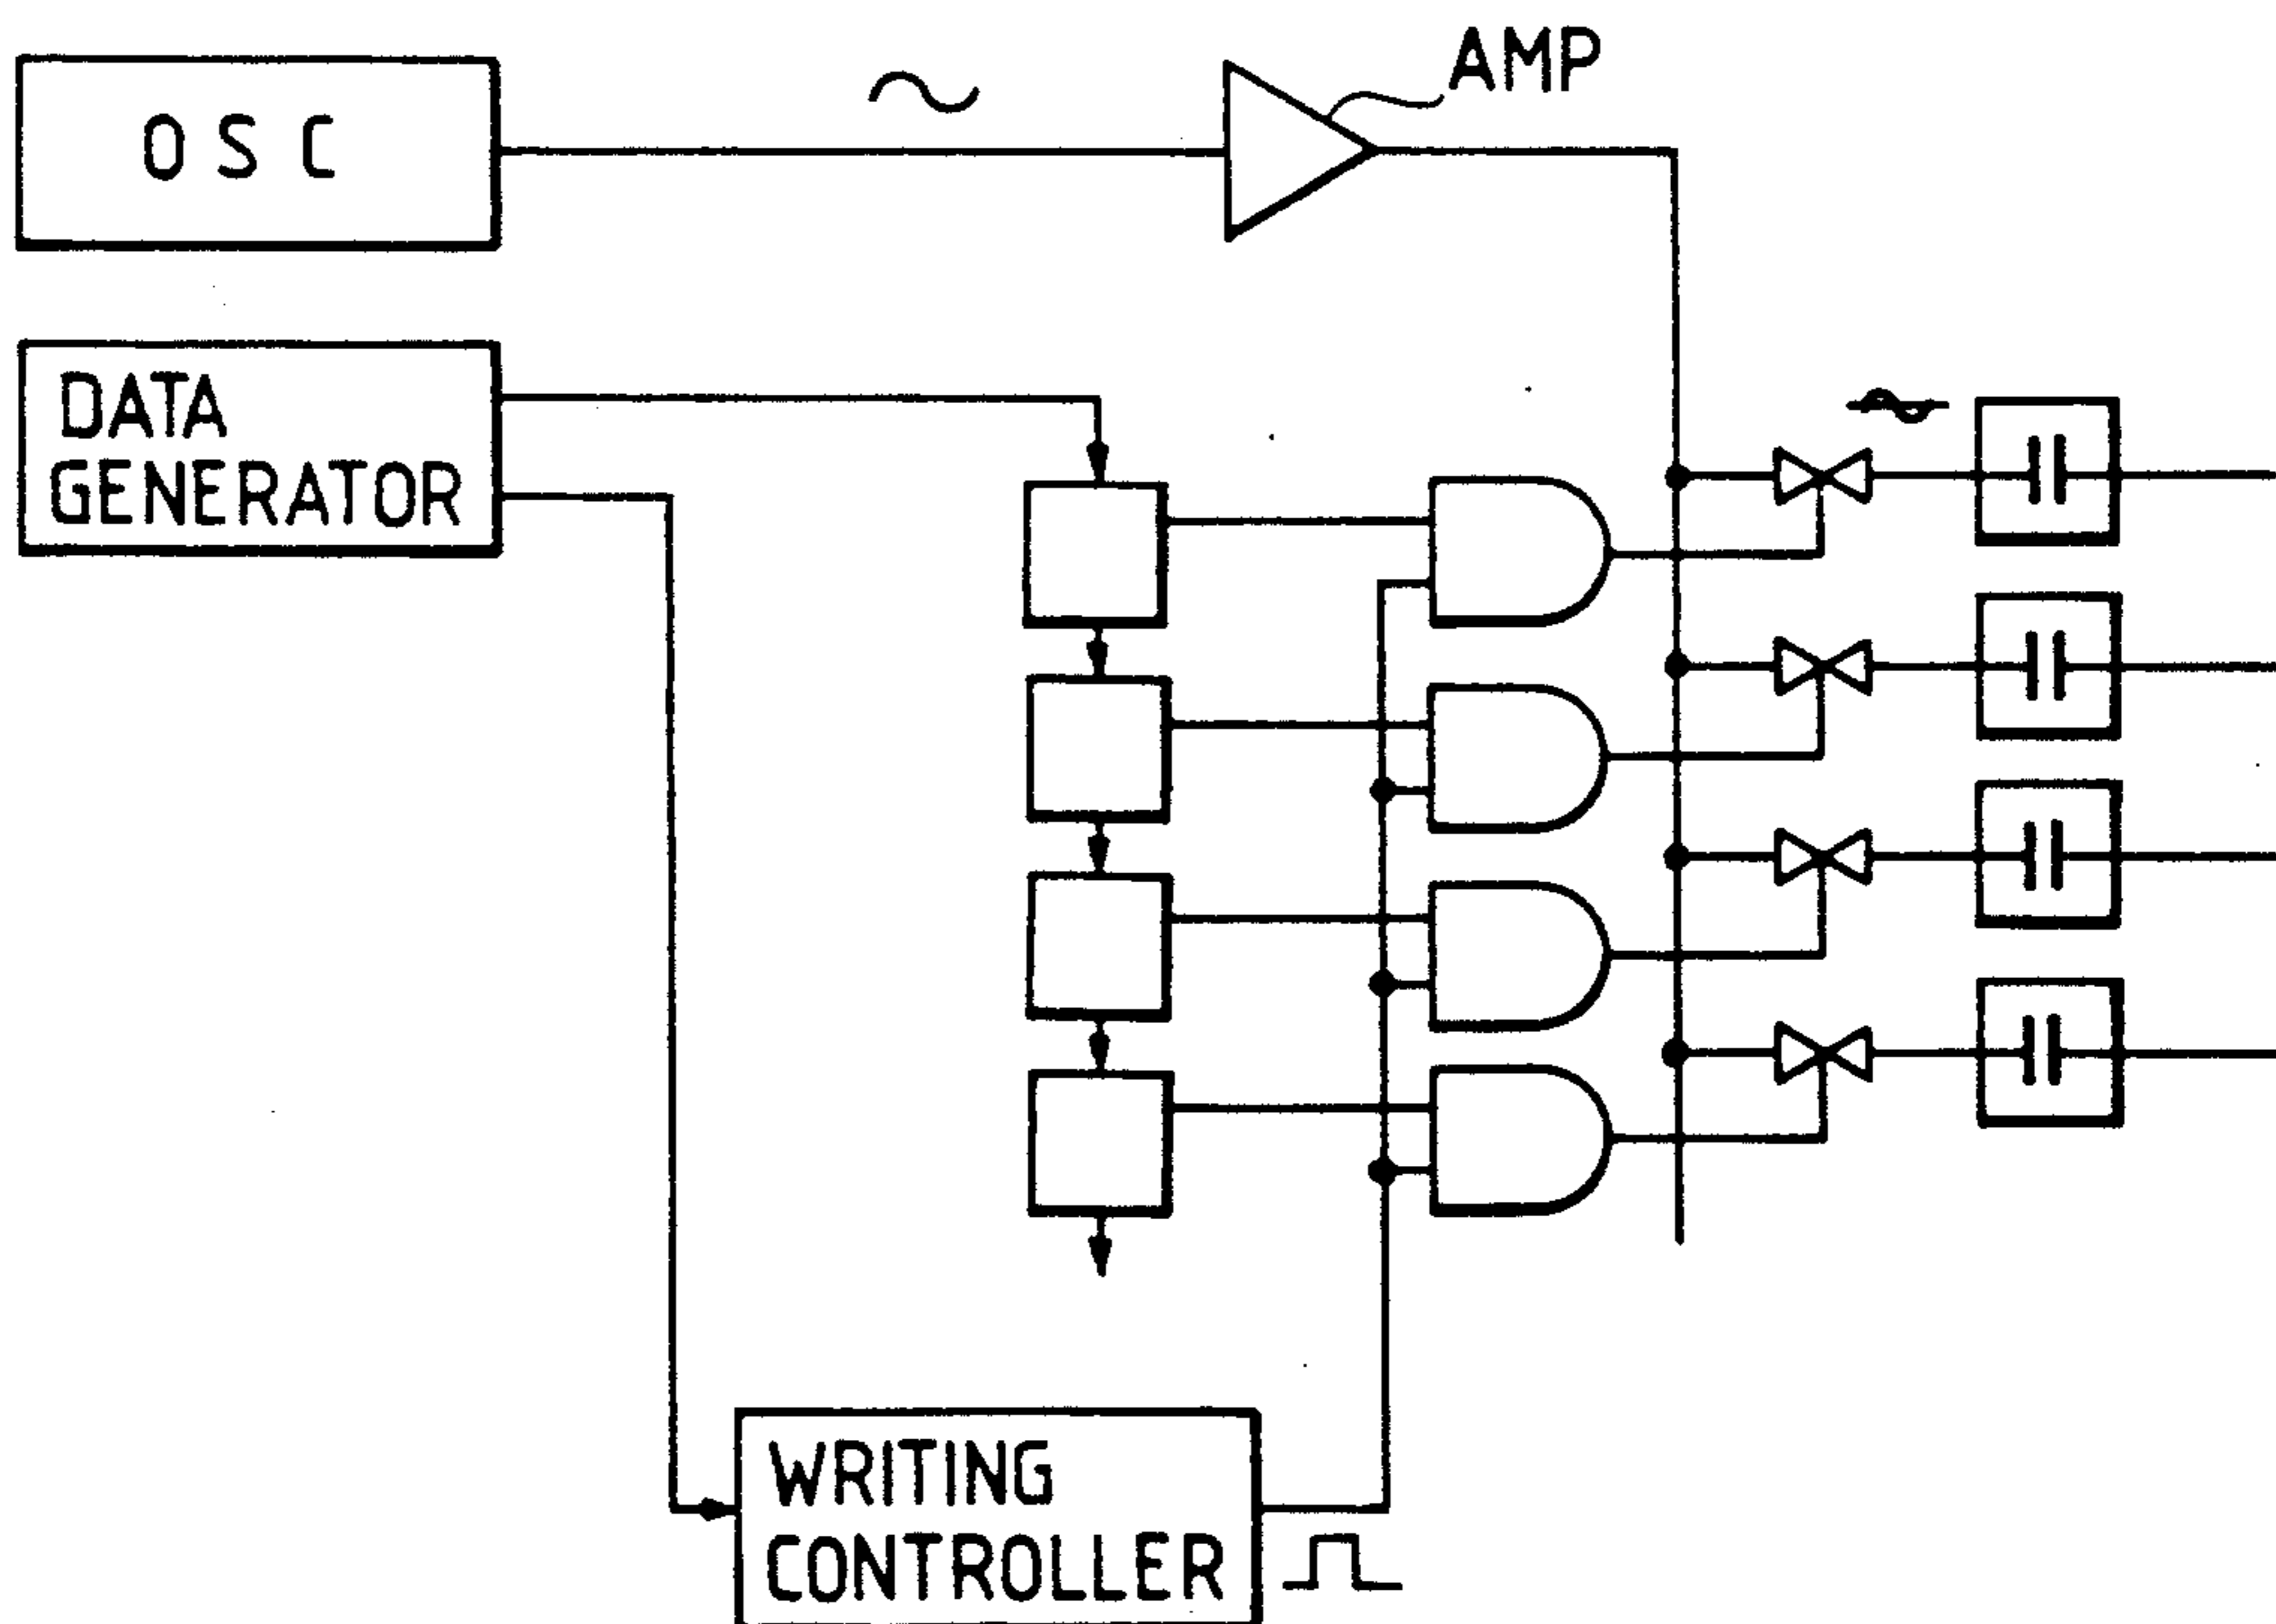 OSC
AMP
DATA
GENERATOR
WRITING
CONTROLLER